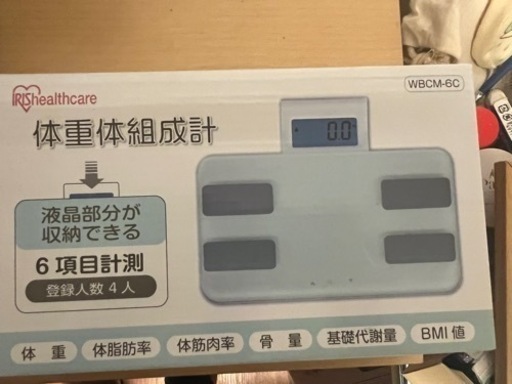 IRIShealthcare
WBCM-6C
体重体組成計
00
液晶部分が
収納できる
6項目計測
登録人数4人
体重
体脂肪率
体筋肉率
骨量
基礎代謝量
BMI値